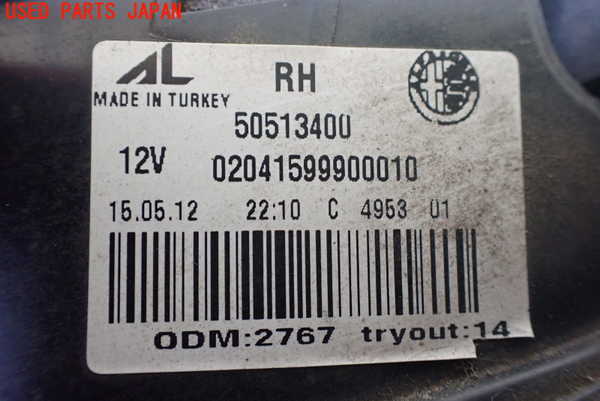 USED PARTS JAPAN
AL
RH
MADE IN TURKEY
50513400
12V 02041599900010
15.05.12 22:10 C 4953 01
ODM:2767 tryout:14